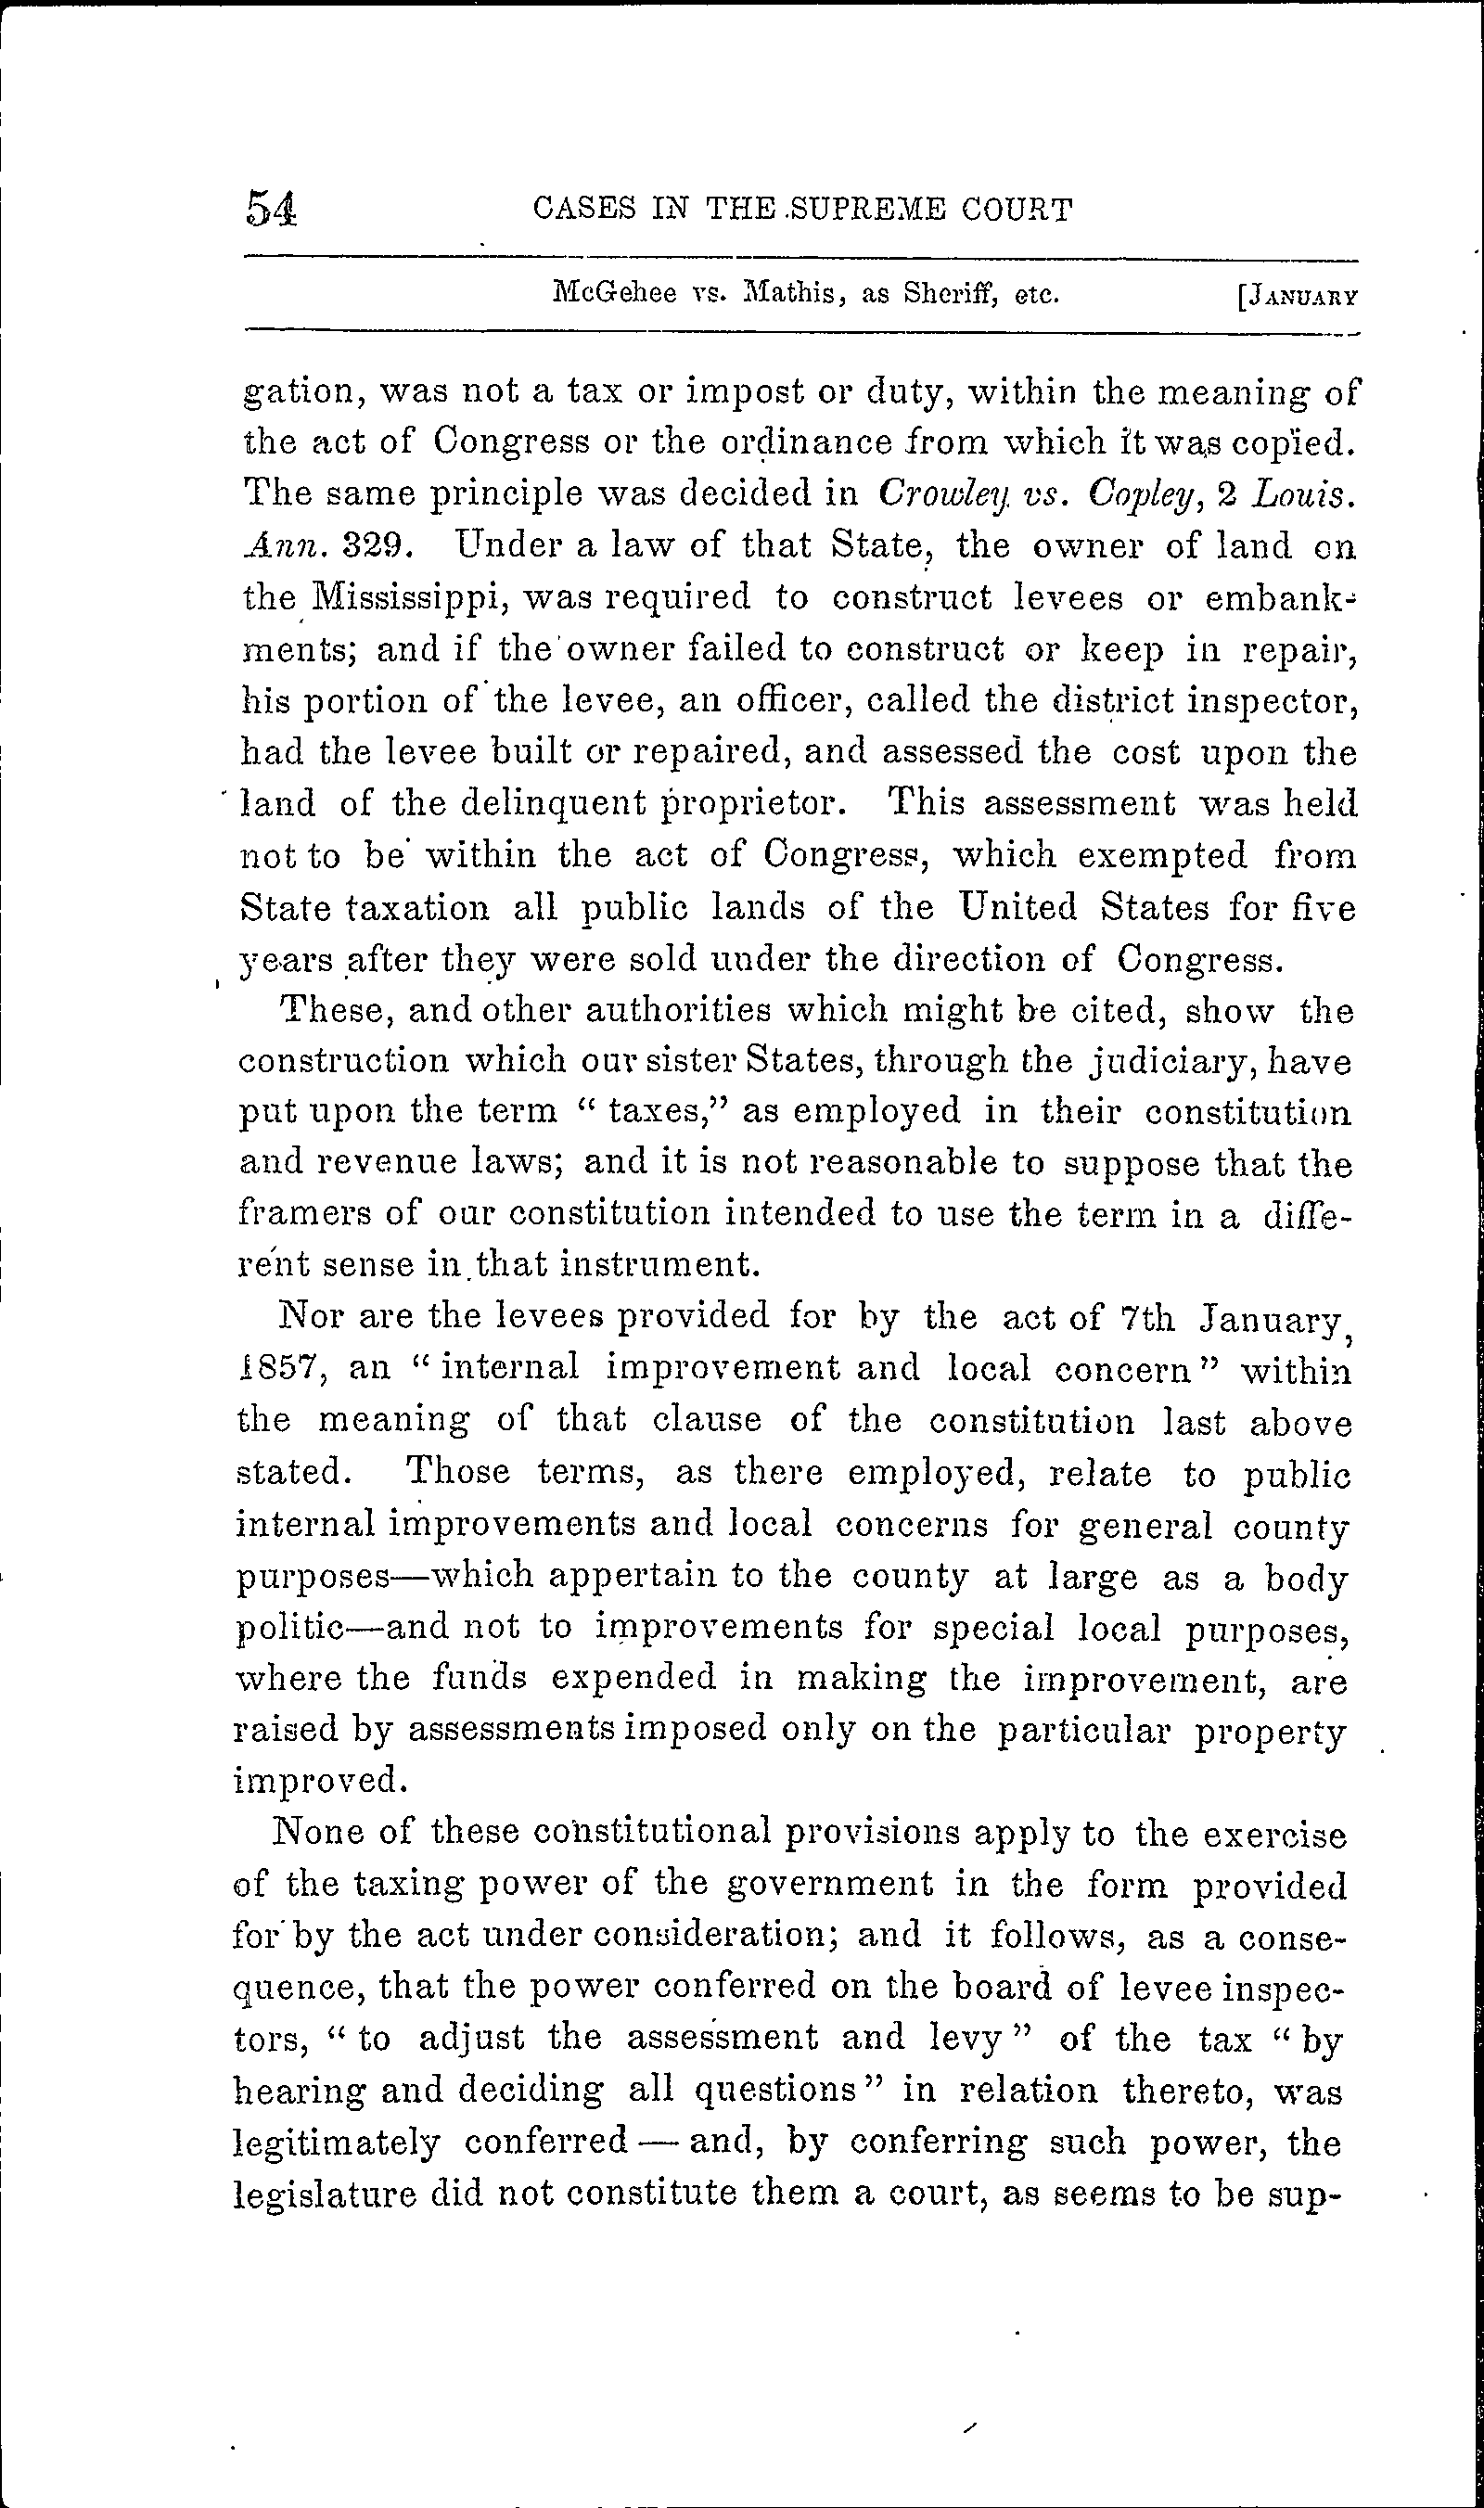 54 CASES IN THE SUPREME COURT
McGehee vs. Mathis, as Sheriff, etc. [JANUARY
gation, was not a tax or impost or duty, within the meaning of
the act of Congress or the ordinance from which it was copied.
The same principle was decided in Crowley vs. Copley, 2 Louis.
Ann. 329. Under a law of that State, the owner of land on
the Mississippi, was required to construct levees or embank-
ments; and if the owner failed to construct or keep in repair,
his portion of the levee, an officer, called the district inspector,
had the levee built or repaired, and assessed the cost upon the
land of the delinquent proprietor. This assessment was held
not to be within the act of Congress, which exempted from
State taxation all public lands of the United States for five
years after they were sold under the direction of Congress.
These, and other authorities which might be cited, show the
construction which our sister States, through the judiciary, have
put upon the term " taxes," as employed in their constitution
and revenue laws; and it is not reasonable to suppose that the
framers of our constitution intended to use the term in a diffe-
rent sense in that instrument.
Nor are the levees provided for by the act of 7th January,
1857, an " internal improvement and local concern " within
the meaning of that clause of the constitution last above
stated. Those terms, as there employed, relate to public
internal improvements and local concerns for general county
purposes—which appertain to the county at large as a body
politic—and not to improvements for special local purposes,
where the funds expended in making the improvement, are
raised by assessments imposed only on the particular property
improved.
None of these constitutional provisions apply to the exercise
of the taxing power of the government in the form provided
for by the act under consideration; and it follows, as a conse-
quence, that the power conferred on the board of levee inspec-
tors, " to adjust the assessment and levy " of the tax " by
hearing and deciding all questions " in relation thereto, was
legitimately conferred — and, by conferring such power, the
legislature did not constitute them a court, as seems to be sup-